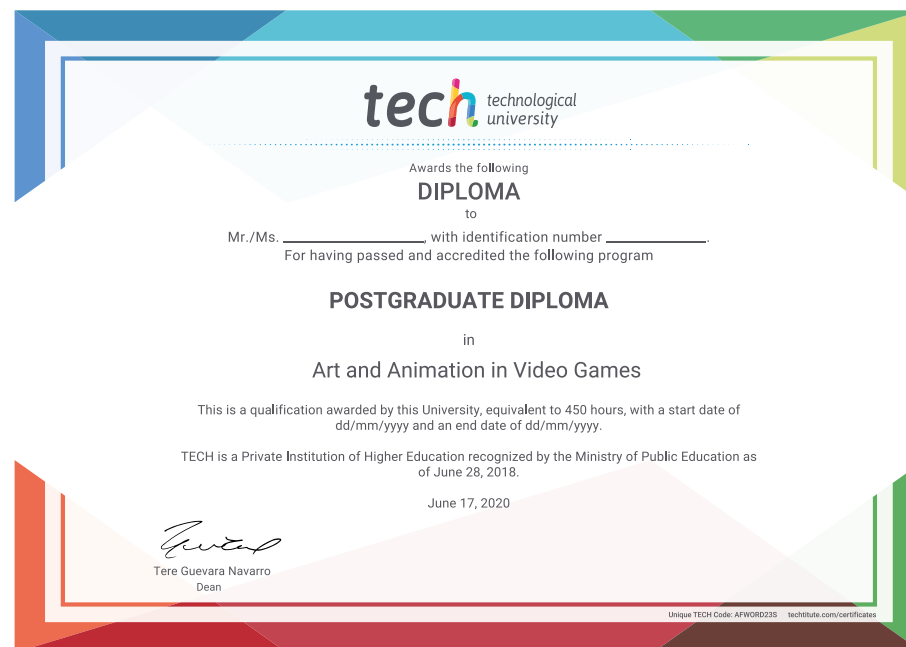 tech technological
university
Awards the following
DIPLOMA
to
Mr./Ms. ____________, with identification number ____________.
For having passed and accredited the following program
POSTGRADUATE DIPLOMA
in
Art and Animation in Video Games
This is a qualification awarded by this University, equivalent to 450 hours, with a start date of
dd/mm/yyyy and an end date of dd/mm/yyyy.
TECH is a Private Institution of Higher Education recognized by the Ministry of Public Education as
of June 28, 2018.
June 17, 2020
Tere Guevara Navarro
Dean
Unique TECH Code: AFWORD23S techtitute.com/certificates